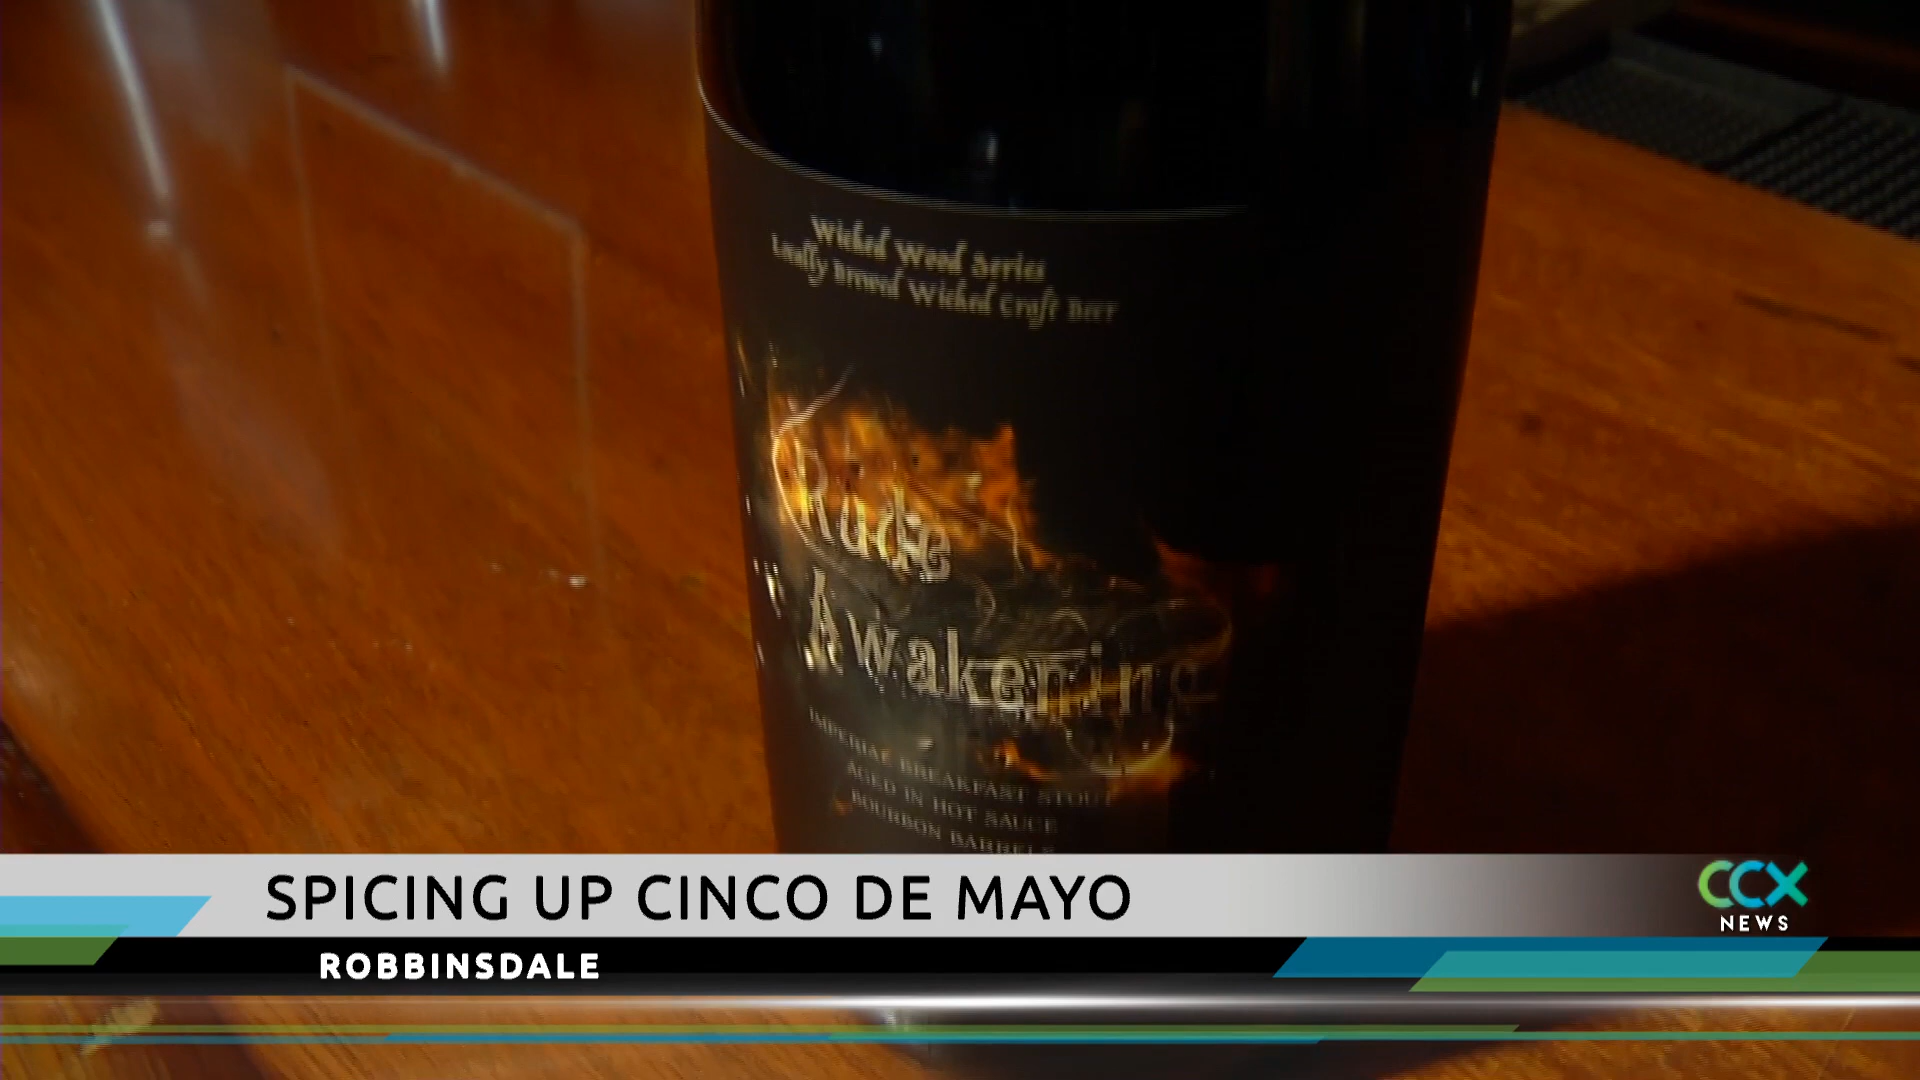 Wicked Wood Series
Locally Brewed Wicked Craft Beer
Rude
Awakening
IMPERIAL BREAKFAST STOUT
AGED IN HOT SAUCE
BOURBON BARRELS
SPICING UP CINCO DE MAYO
CCX
NEWS
ROBBINSDALE